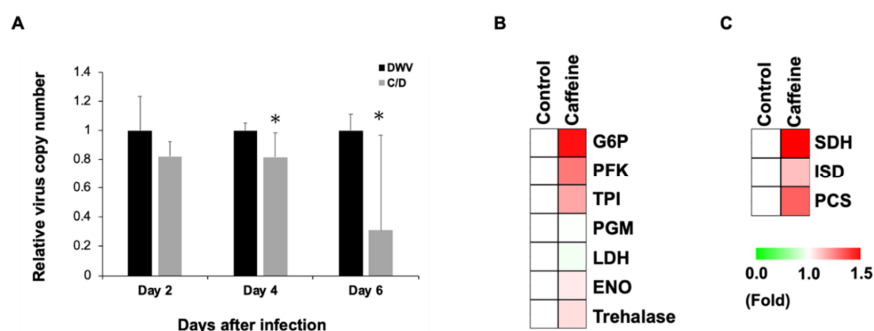 A
Relative virus copy number
1.4
1.2
1
0.8
0.6
0.4
0.2
0
DWV
C/D
*
*
Day 2
Day 4
Day 6
Days after infection
B
Control
Caffeine
G6P
PFK
TPI
PGM
LDH
ENO
Trehalase
C
Control
Caffeine
SDH
ISD
PCS
0.0 1.0 1.5
(Fold)